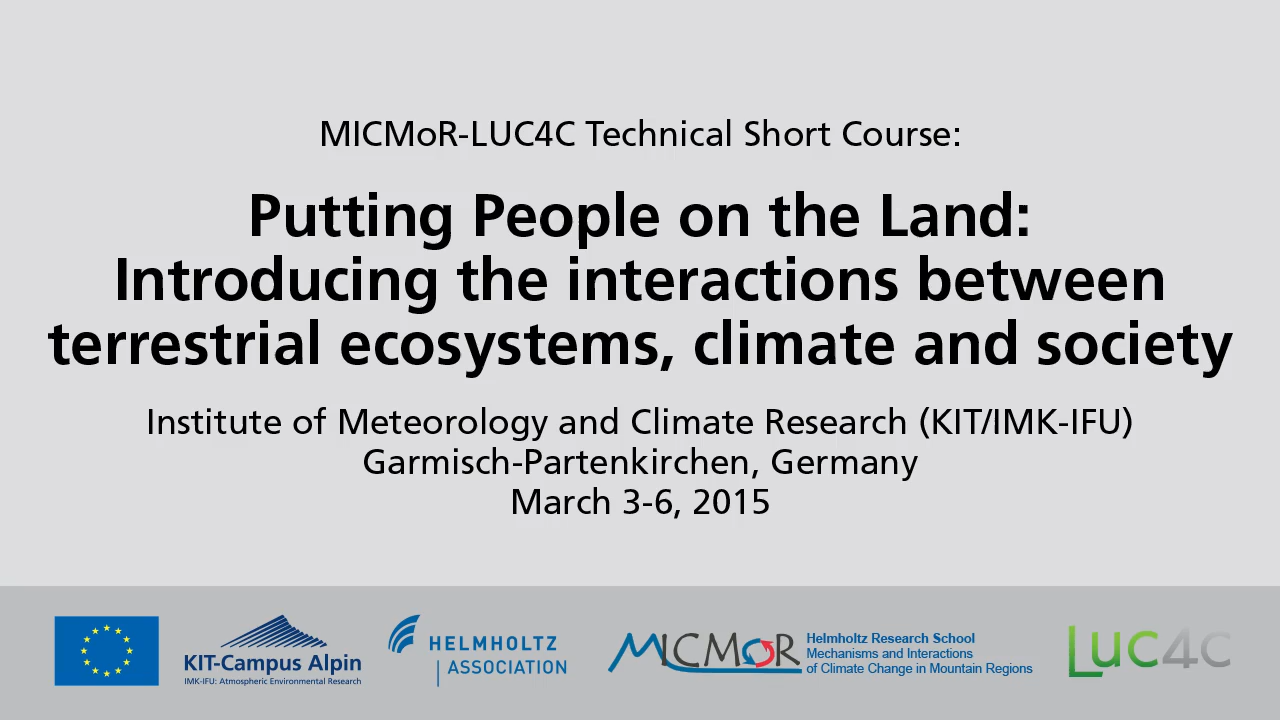 MICMoR-LUC4C Technical Short Course:
Putting People on the Land:
Introducing the interactions between
terrestrial ecosystems, climate and society
Institute of Meteorology and Climate Research (KIT/IMK-IFU)
Garmisch-Partenkirchen, Germany
March 3-6, 2015
KIT-Campus Alpin
IMK-IFU: Atmospheric Environmental Research
HELMHOLTZ
ASSOCIATION
MICMoR
Helmholtz Research School
Mechanisms and Interactions
of Climate Change in Mountain Regions
Luc4C